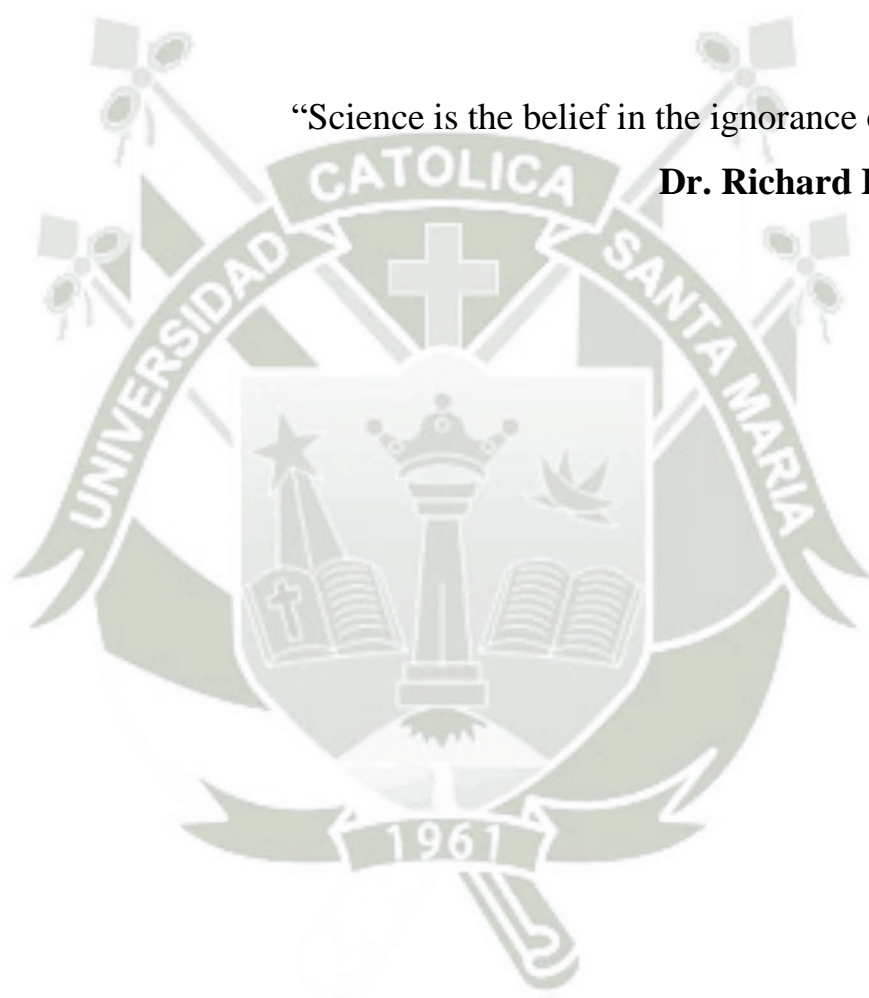 “Science is the belief in the ignorance
Dr. Richard
CATOLICA
UNIVERSIDAD
SANTA MARIA
1961